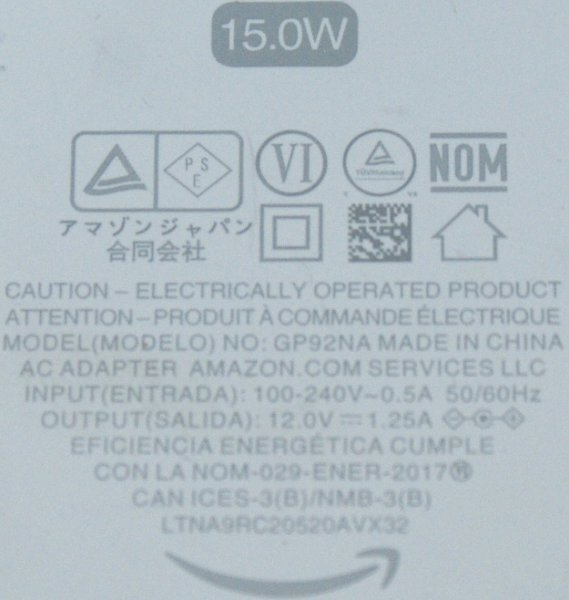 15.0W
PSE
VI
TÜVRheinland
NOM
アマゾンジャパン
合同会社
CAUTION – ELECTRICALLY OPERATED PRODUCT
ATTENTION – PRODUIT À COMMANDE ÉLECTRIQUE
MODEL(MODELO) NO: GP92NA MADE IN CHINA
AC ADAPTER AMAZON.COM SERVICES LLC
INPUT(ENTRADA): 100-240V~0.5A 50/60Hz
OUTPUT(SALIDA): 12.0V⎓1.25A
EFICIENCIA ENERGÉTICA CUMPLE
CON LA NOM-029-ENER-2017
CAN ICES-3(B)/NMB-3(B)
LTNA9RC20520AVX32